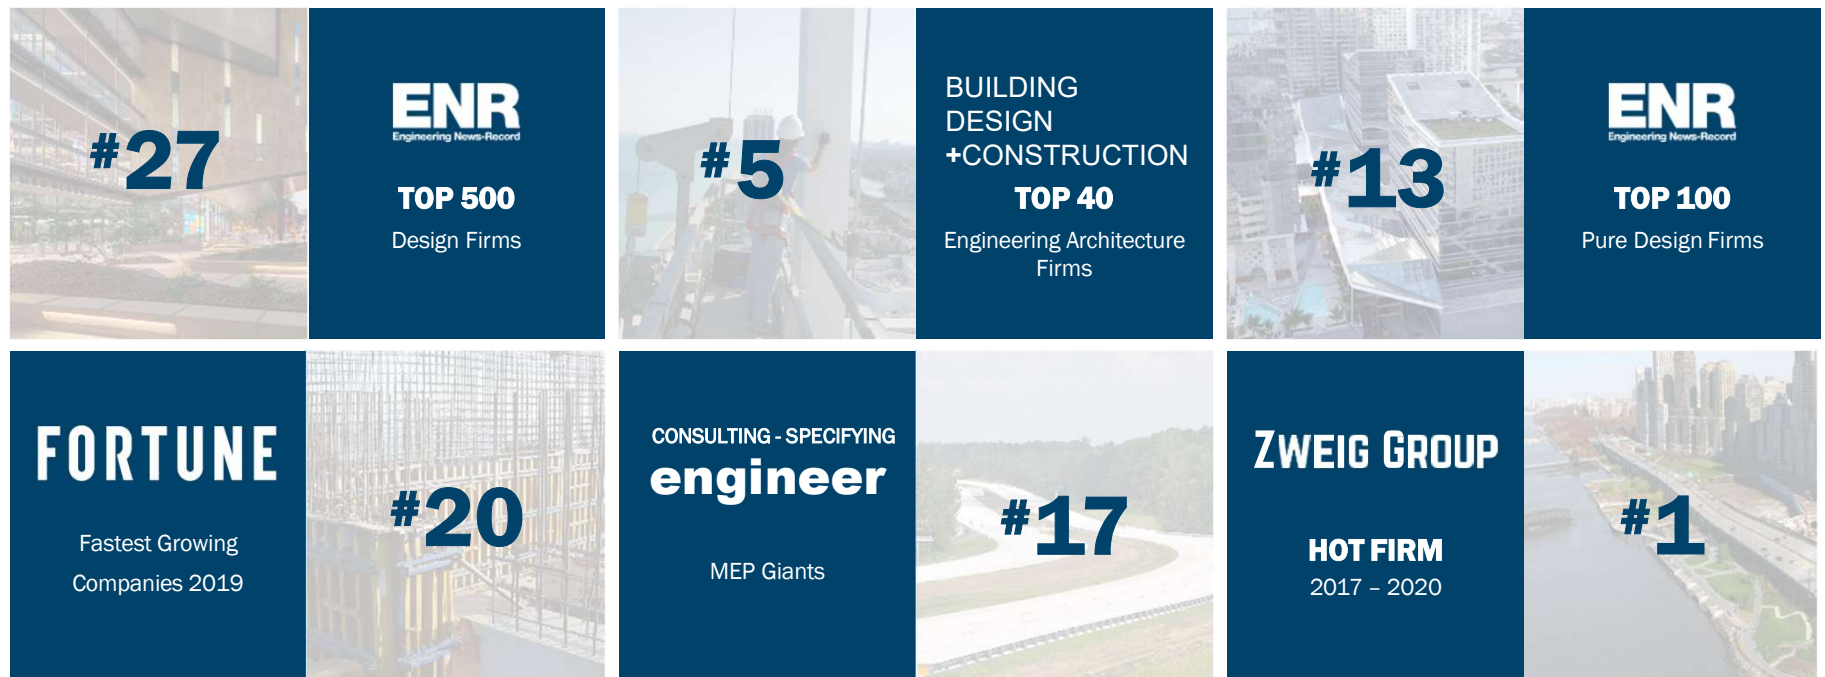 #27
ENR
Engineering News-Record
TOP 500
Design Firms
#5
BUILDING
DESIGN
+CONSTRUCTION
TOP 40
Engineering Architecture
Firms
#13
ENR
Engineering News-Record
TOP 100
Pure Design Firms
FORTUNE
Fastest Growing
Companies 2019
#20
CONSULTING - SPECIFYING
engineer
MEP Giants
#17
ZWEIG GROUP
HOT FIRM
2017 – 2020
#1